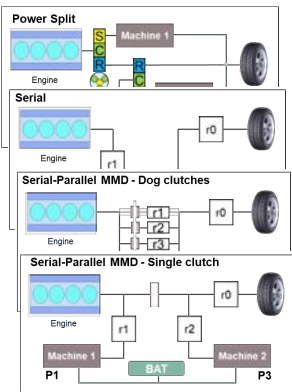 Power Split
S
Machine 1
C
R
R
C
Engine
Serial
r0
Engine
r1
Serial-Parallel MMD - Dog clutches
r1
r0
r2
r3
Engine
Serial-Parallel MMD - Single clutch
r0
Engine
r1
r2
Machine 1
Machine 2
BAT
P1
P3